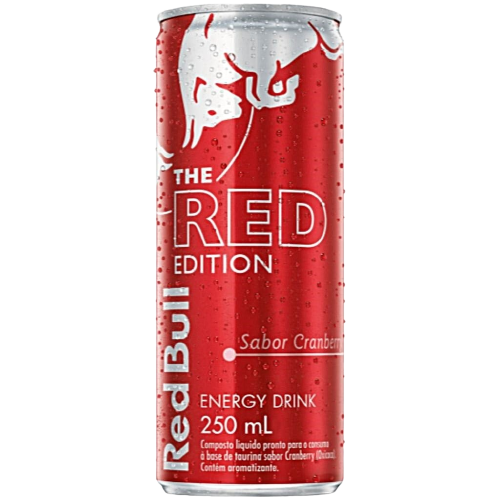 THE
RED
EDITION
Red Bull
Sabor Cranberry
ENERGY DRINK
250 mL
Composto líquido pronto para o consumo
à base de taurina sabor Cranberry
Contém aromatizante.